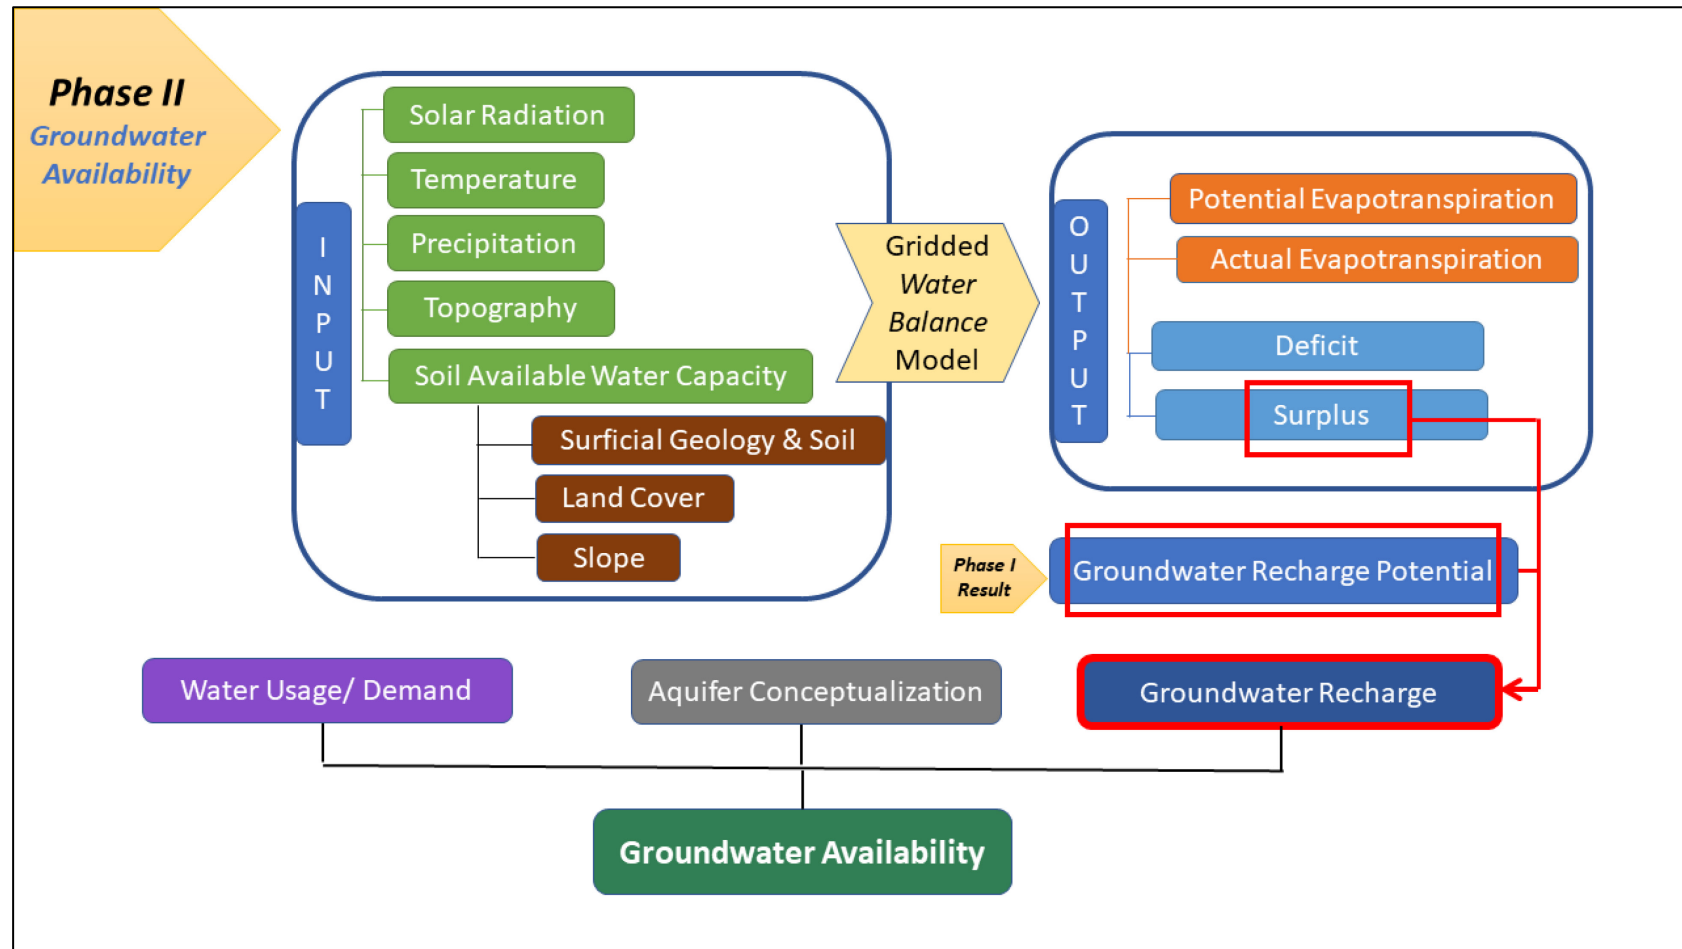 Phase II
Groundwater
Availability
INPUT
Solar Radiation
Temperature
Precipitation
Topography
Soil Available Water Capacity
Surficial Geology & Soil
Land Cover
Slope
Gridded
Water
Balance
Model
OUTPUT
Potential Evapotranspiration
Actual Evapotranspiration
Deficit
Surplus
Phase I
Result
Groundwater Recharge Potential
Water Usage/ Demand
Aquifer Conceptualization
Groundwater Recharge
Groundwater Availability